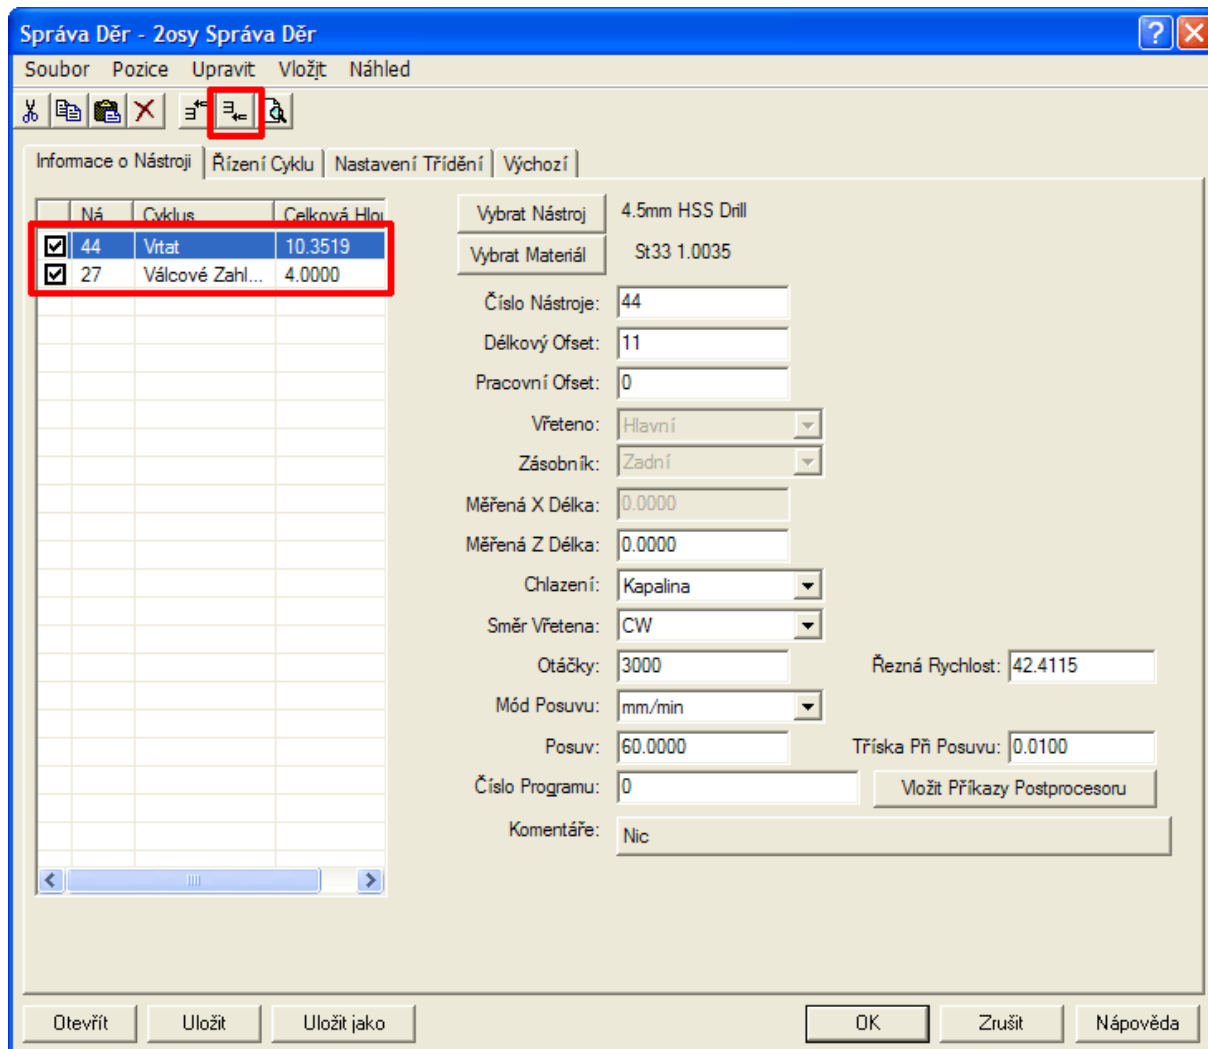 Správa Děr - 2osy Správa Děr
Soubor Pozice Upravit Vložit Náhled
Informace o Nástroji Řízení Cyklu Nastavení Třídění Výchozí
Ná Cyklus Celková Hlou
44 Vrtat 10.3519
27 Válcové Zahl... 4.0000
Vybrat Nástroj 4.5mm HSS Drill
Vybrat Materiál St33 1.0035
Číslo Nástroje: 44
Délkový Ofset: 11
Pracovní Ofset: 0
Vřeteno: Hlavní
Zásobník: Zadní
Měřená X Délka: 0.0000
Měřená Z Délka: 0.0000
Chlazení: Kapalina
Směr Vřetena: CW
Otáčky: 3000 Řezná Rychlost: 42.4115
Mód Posuvu: mm/min
Posuv: 60.0000 Tříska Při Posuvu: 0.0100
Číslo Programu: 0 Vložit Příkazy Postprocesoru
Komentáře: Nic
Otevřít Uložit Uložit jako OK Zrušit Nápověda